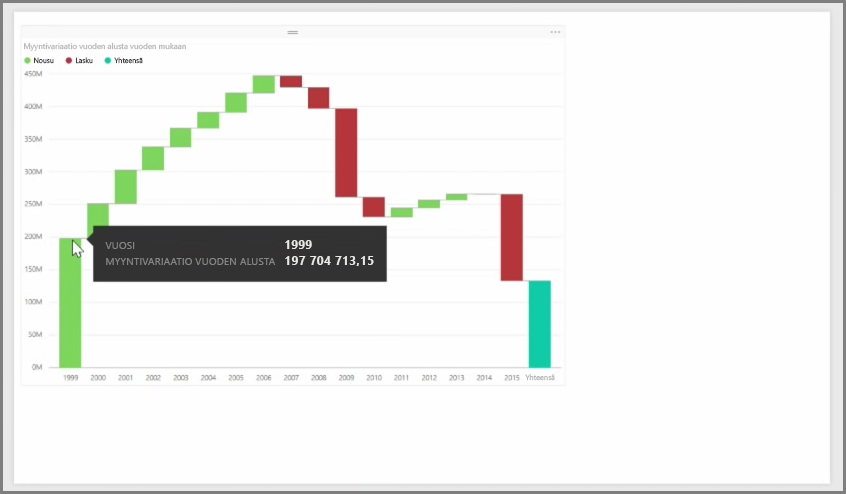 Myyntivariaatio vuoden alusta vuoden mukaan
Nousu Lasku Yhteensä
450M
400M
350M
300M
250M
200M
150M
100M
50M
0M
VUOSI 1999
MYYNTIVARIAATIO VUODEN ALUSTA 197 704 713,15
1999 2000 2001 2002 2003 2004 2005 2006 2007 2008 2009 2010 2011 2012 2013 2014 2015 Yhteensä